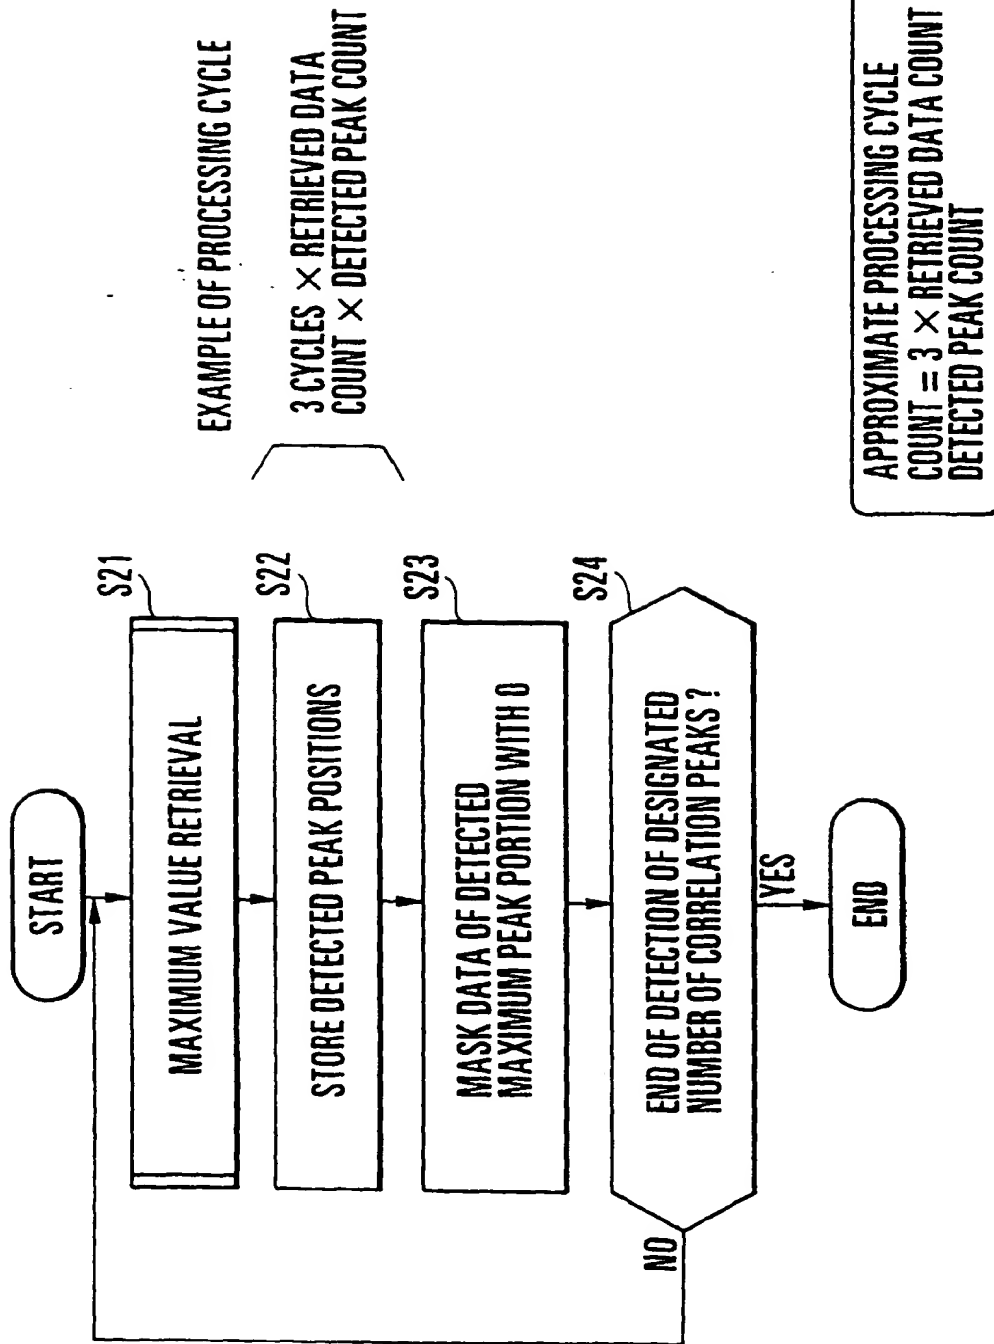 START
S21
MAXIMUM VALUE RETRIEVAL
S22
STORE DETECTED PEAK POSITIONS
S23
MASK DATA OF DETECTED
MAXIMUM PEAK PORTION WITH 0
S24
END OF DETECTION OF DESIGNATED
NUMBER OF CORRELATION PEAKS ?
NO
YES
END
EXAMPLE OF PROCESSING CYCLE
3 CYCLES × RETRIEVED DATA
COUNT × DETECTED PEAK COUNT
APPROXIMATE PROCESSING CYCLE
COUNT = 3 × RETRIEVED DATA COUNT
DETECTED PEAK COUNT